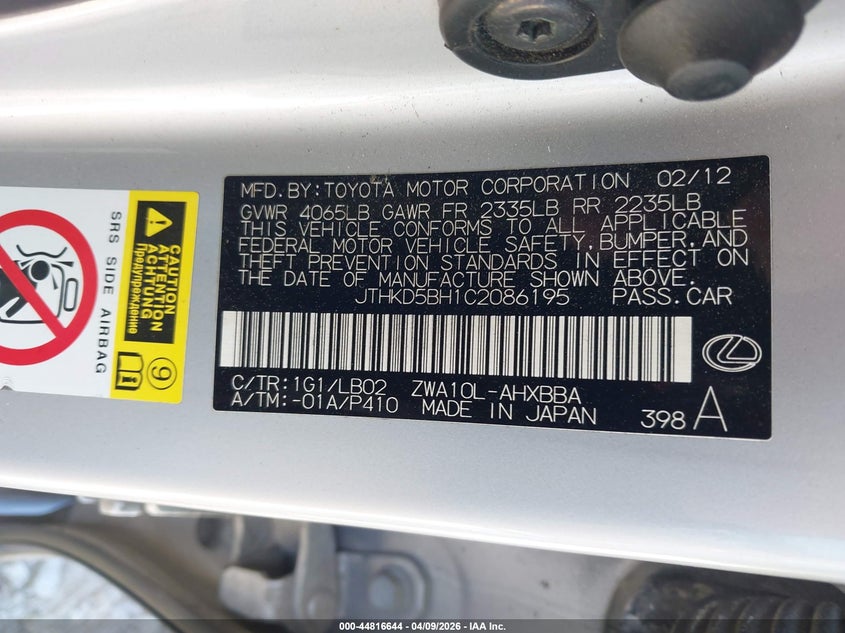 MFD.BY:TOYOTA MOTOR CORPORATION 02/12
GVWR 4065LB GAWR FR 2335LB RR 2235LB
THIS VEHICLE CONFORMS TO ALL APPLICABLE
FEDERAL MOTOR VEHICLE SAFETY,BUMPER,AND
THEFT PREVENTION STANDARDS IN EFFECT ON
THE DATE OF MANUFACTURE SHOWN ABOVE.
JTHKD5BH1C2086195 PASS.CAR
C/TR:1G1/LB02 ZWA10L-AHXBBA
A/TM:-01A/P410 MADE IN JAPAN 398 A
SRS SIDE AIRBAG
CAUTION
ATTENTION
ACHTUNG
Предупреждение
9
000-44816644 | 04/09/2026 - IAA Inc.